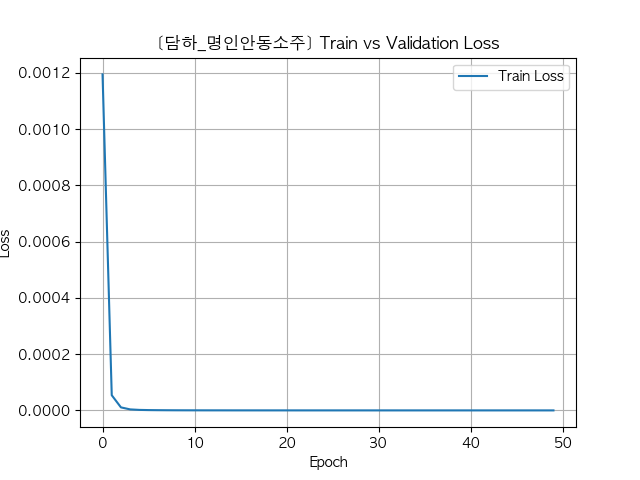 [담하_명인안동소주] Train vs Validation Loss
Train Loss
0.0012
0.0010
0.0008
0.0006
0.0004
0.0002
0.0000
Loss
0 10 20 30 40 50
Epoch